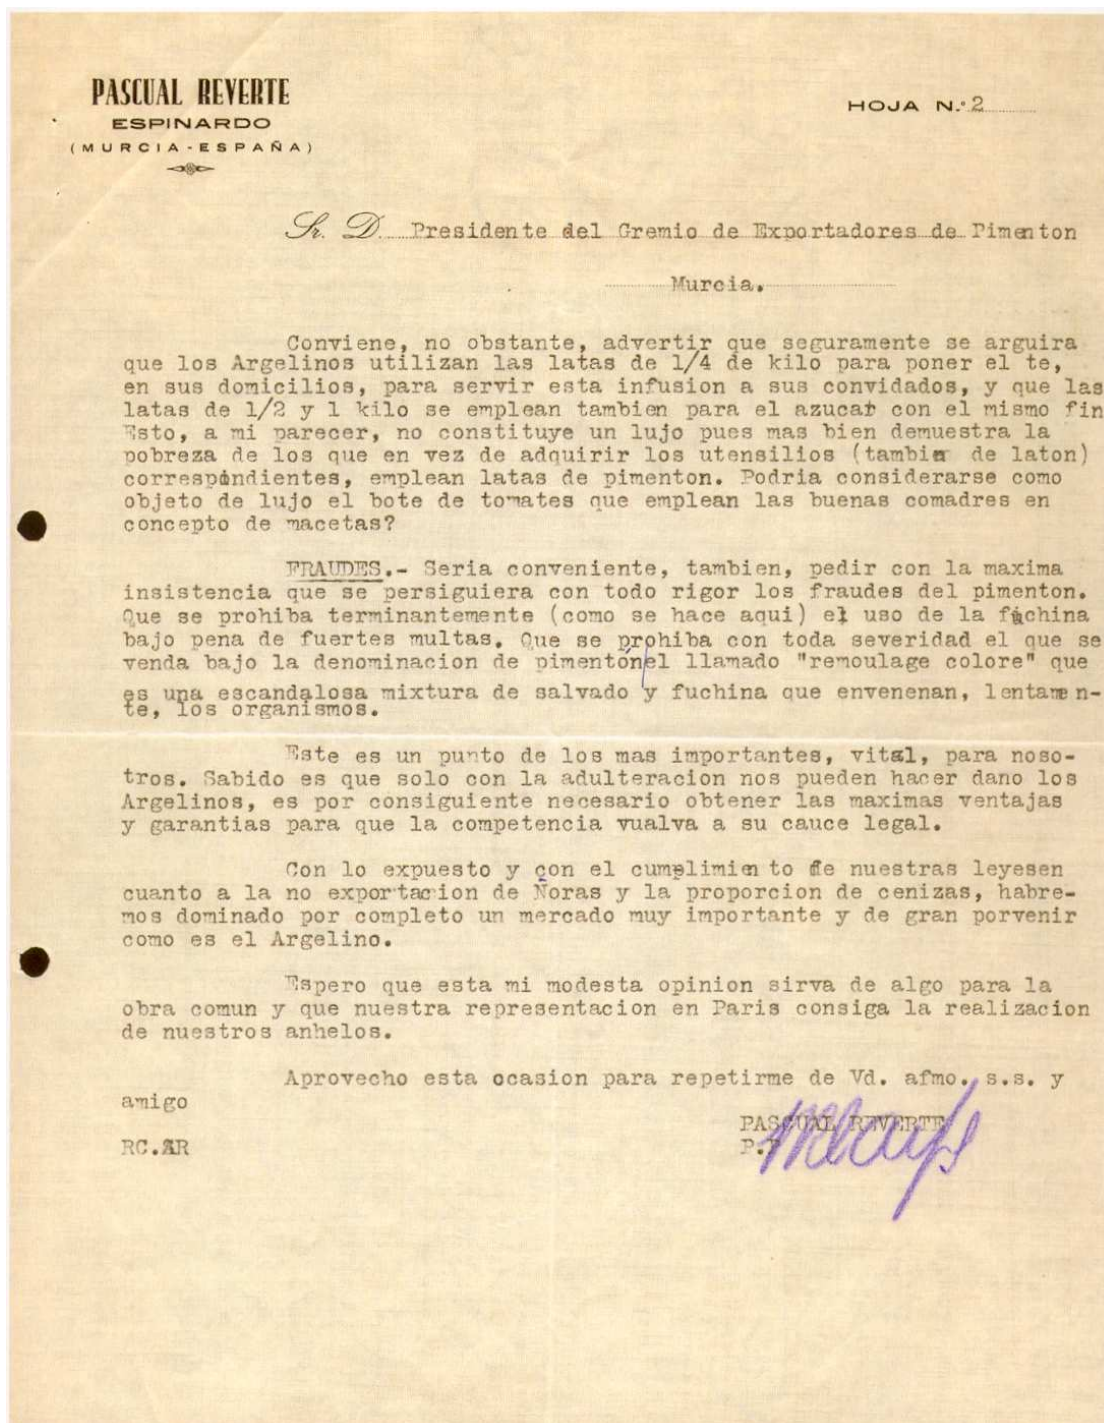 PASCUAL REVERTE
ESPINARDO
(MURCIA-ESPAÑA)
HOJA N.º 2
Sr. D. Presidente del Gremio de Exportadores de Pimenton
Murcia.
Conviene, no obstante, advertir que seguramente se arguira
que los Argelinos utilizan las latas de 1/4 de kilo para poner el te,
en sus domicilios, para servir esta infusion a sus convidados, y que las
latas de 1/2 y 1 kilo se emplean tambien para el azucar con el mismo fin
Esto, a mi parecer, no constituye un lujo pues mas bien demuestra la
pobreza de los que en vez de adquirir los utensilios (tambien de laton)
correspondientes, emplean latas de pimenton. Podria considerarse como
objeto de lujo el bote de tomates que emplean las buenas comadres en
concepto de macetas?
FRAUDES.- Seria conveniente, tambien, pedir con la maxima
insistencia que se persiguiera con todo rigor los fraudes del pimenton.
Que se prohiba terminantemente (como se hace aqui) el uso de la fuchina
bajo pena de fuertes multas. Que se prohiba con toda severidad el que se
venda bajo la denominacion de pimentón el llamado "remoulage colore" que
es una escandalosa mixtura de salvado y fuchina que envenenan, lentamen-
te, los organismos.
Este es un punto de los mas importantes, vital, para noso-
tros. Sabido es que solo con la adulteracion nos pueden hacer dano los
Argelinos, es por consiguiente necesario obtener las maximas ventajas
y garantias para que la competencia vualva a su cauce legal.
Con lo expuesto y con el cumplimiento de nuestras leyesen
cuanto a la no exportacion de Ñoras y la proporcion de cenizas, habre-
mos dominado por completo un mercado muy importante y de gran porvenir
como es el Argelino.
Espero que esta mi modesta opinion sirva de algo para la
obra comun y que nuestra representacion en Paris consiga la realizacion
de nuestros anhelos.
Aprovecho esta ocasion para repetirme de Vd. afmo. s.s. y
amigo
PASCUAL REVERTE
RC.AR
P.P.